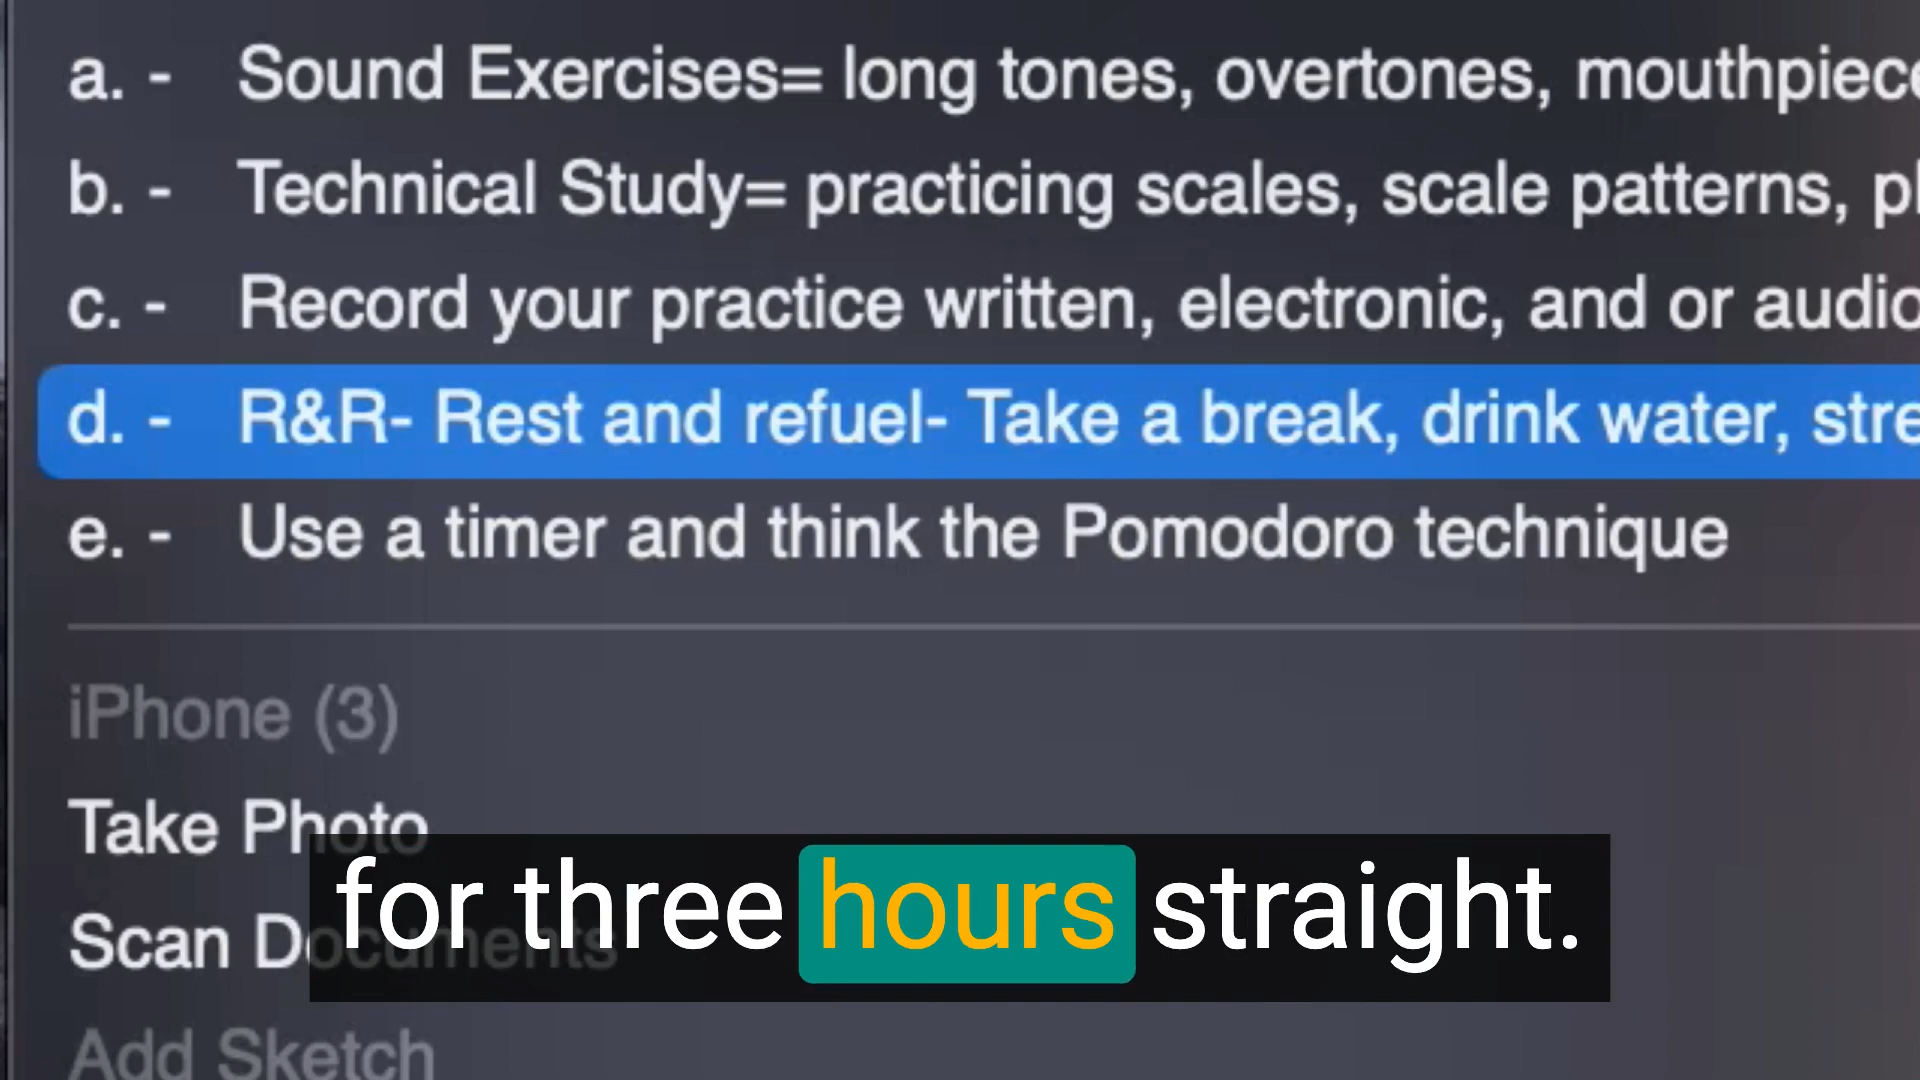 a. - Sound Exercises= long tones, overtones,
b. - Technical Study= practicing scales, scale patterns,
c. - Record your practice written, electronic, and or audio
d. - R&R- Rest and refuel- Take a break, drink water,
e. - Use a timer and think the Pomodoro technique
iPhone (3)
Take Photo
Scan Documents
for three hours straight.
Add Sketch